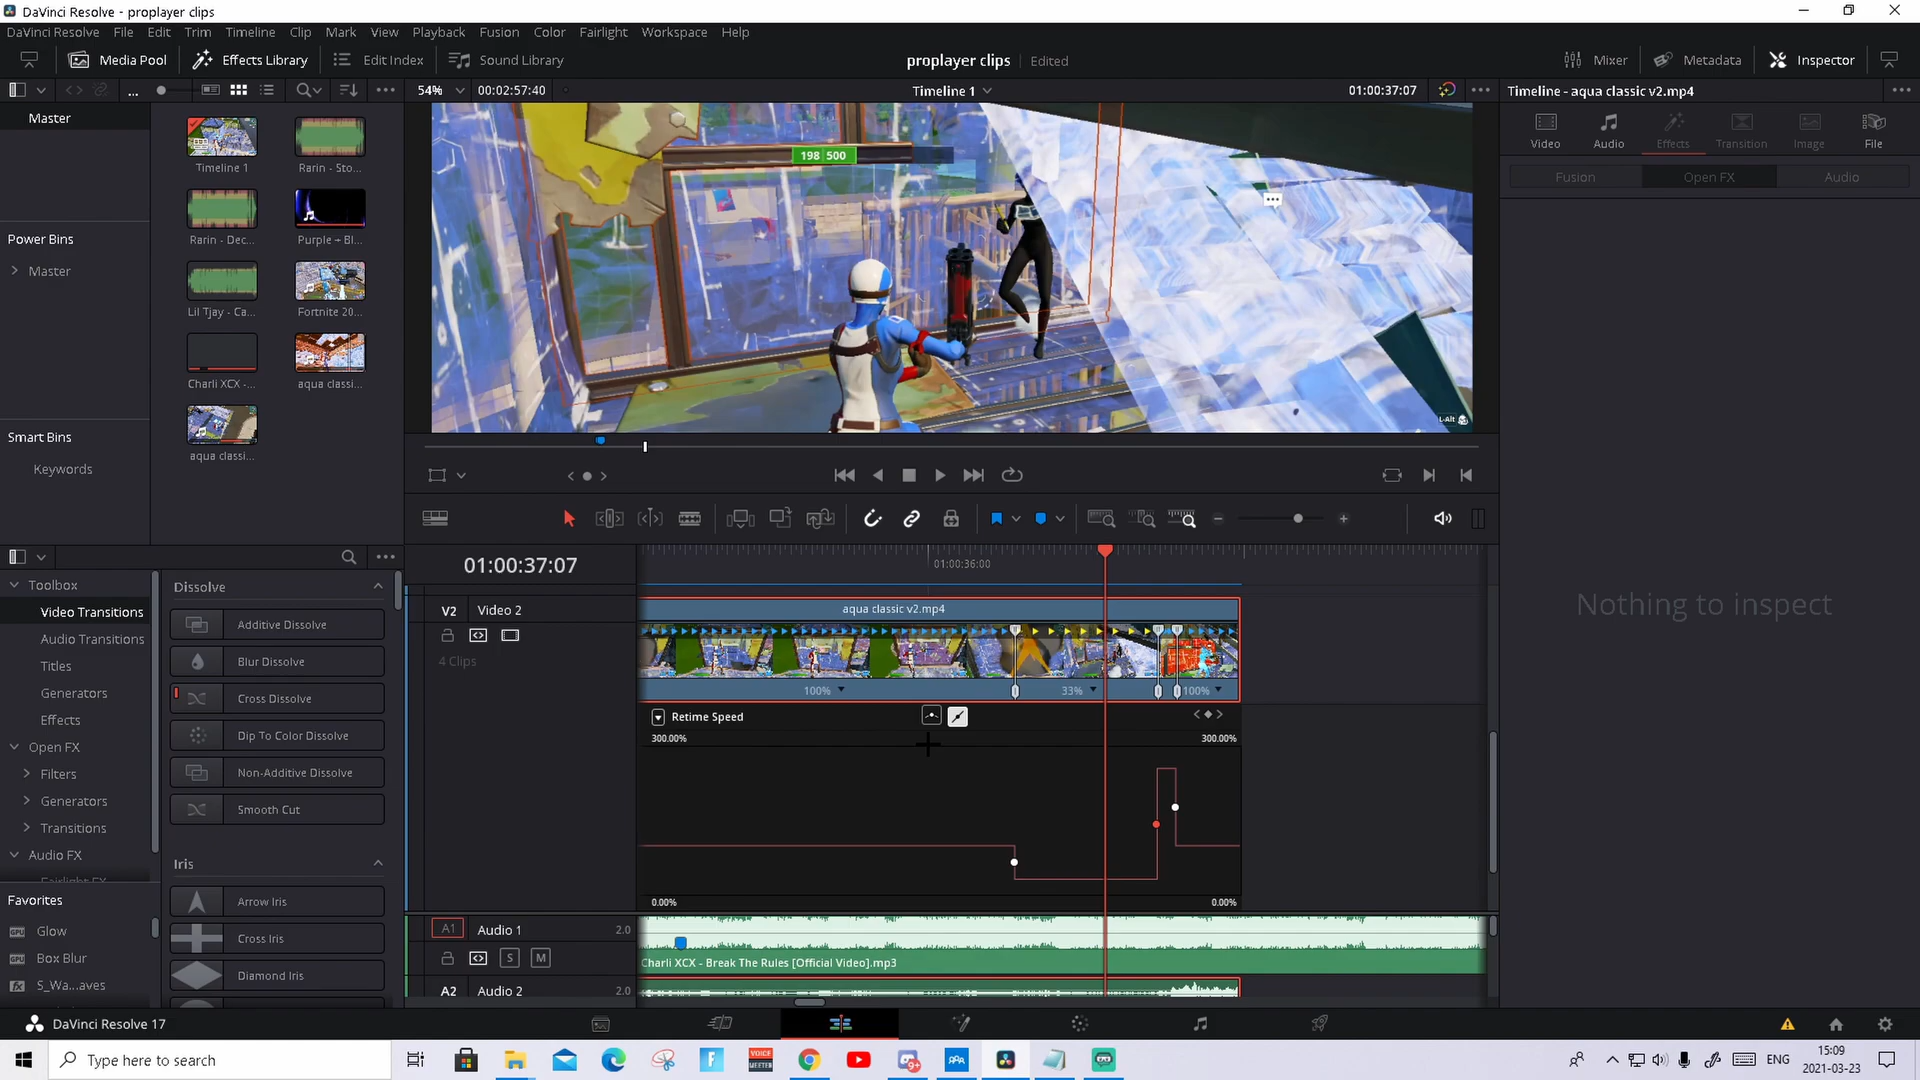 DaVinci Resolve - proplayer clips
DaVinci Resolve File Edit Trim Timeline Clip Mark View Playback Fusion Color Fairlight Workspace Help
Media Pool Effects Library Edit Index Sound Library proplayer clips Edited Mixer Metadata Inspector
... 54% 00:02:57:40 Timeline 1 01:00:37:07 Timeline - aqua classic v2.mp4
Master
Power Bins
Master
Smart Bins
Keywords
Timeline 1 Rarin - Sto...
Rarin - Dec... Purple + Bl...
Lil Tjay - Ca... Fortnite 20...
Charli XCX -... aqua classi...
aqua classi...
198 500
L-Alt
Video Audio Effects Transition Image File
Fusion Open FX Audio
Nothing to inspect
Toolbox
Video Transitions
Audio Transitions
Titles
Generators
Effects
Open FX
Filters
Generators
Transitions
Audio FX
Fairlight FX
Favorites
Glow
Box Blur
S_Wa...aves
Dissolve
Additive Dissolve
Blur Dissolve
Cross Dissolve
Dip To Color Dissolve
Non-Additive Dissolve
Smooth Cut
Iris
Arrow Iris
Cross Iris
Diamond Iris
01:00:37:07 01:00:36:00
V2 Video 2 aqua classic v2.mp4
4 Clips
100% 33% 100%
Retime Speed
300.00% 300.00%
0.00% 0.00%
A1 Audio 1 2.0
S M
Charli XCX - Break The Rules [Official Video].mp3
A2 Audio 2 2.0
DaVinci Resolve 17
Type here to search
VOICE MEETER
9+
ENG
15:09
2021-03-23